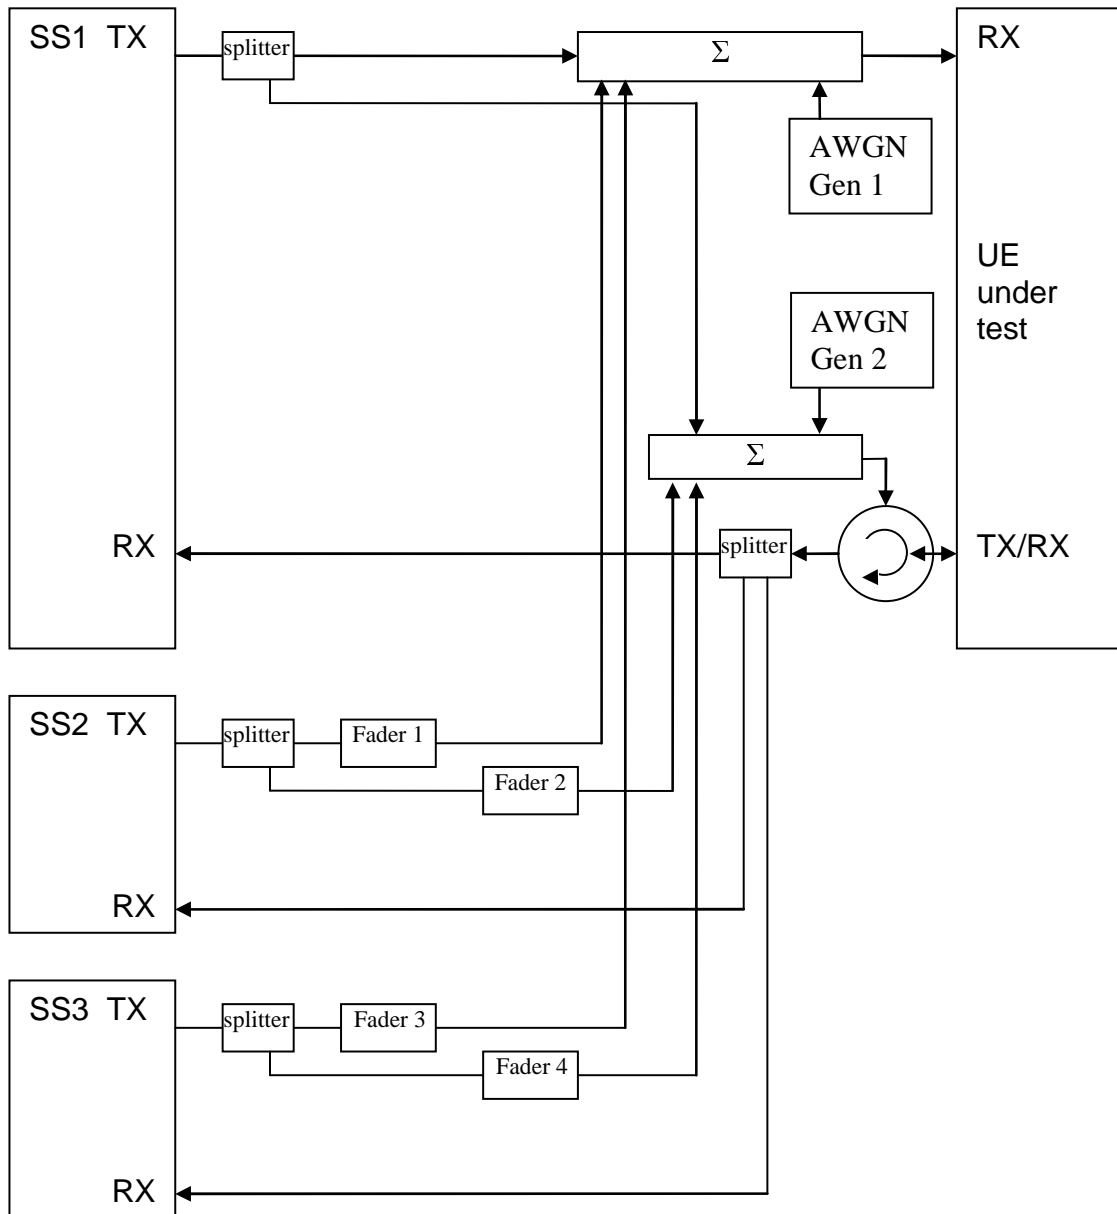 SS1 TX
splitter
Σ
RX
AWGN
Gen 1
UE
under
test
AWGN
Gen 2
Σ
RX
splitter
TX/RX
SS2 TX
splitter
Fader 1
Fader 2
RX
SS3 TX
splitter
Fader 3
Fader 4
RX